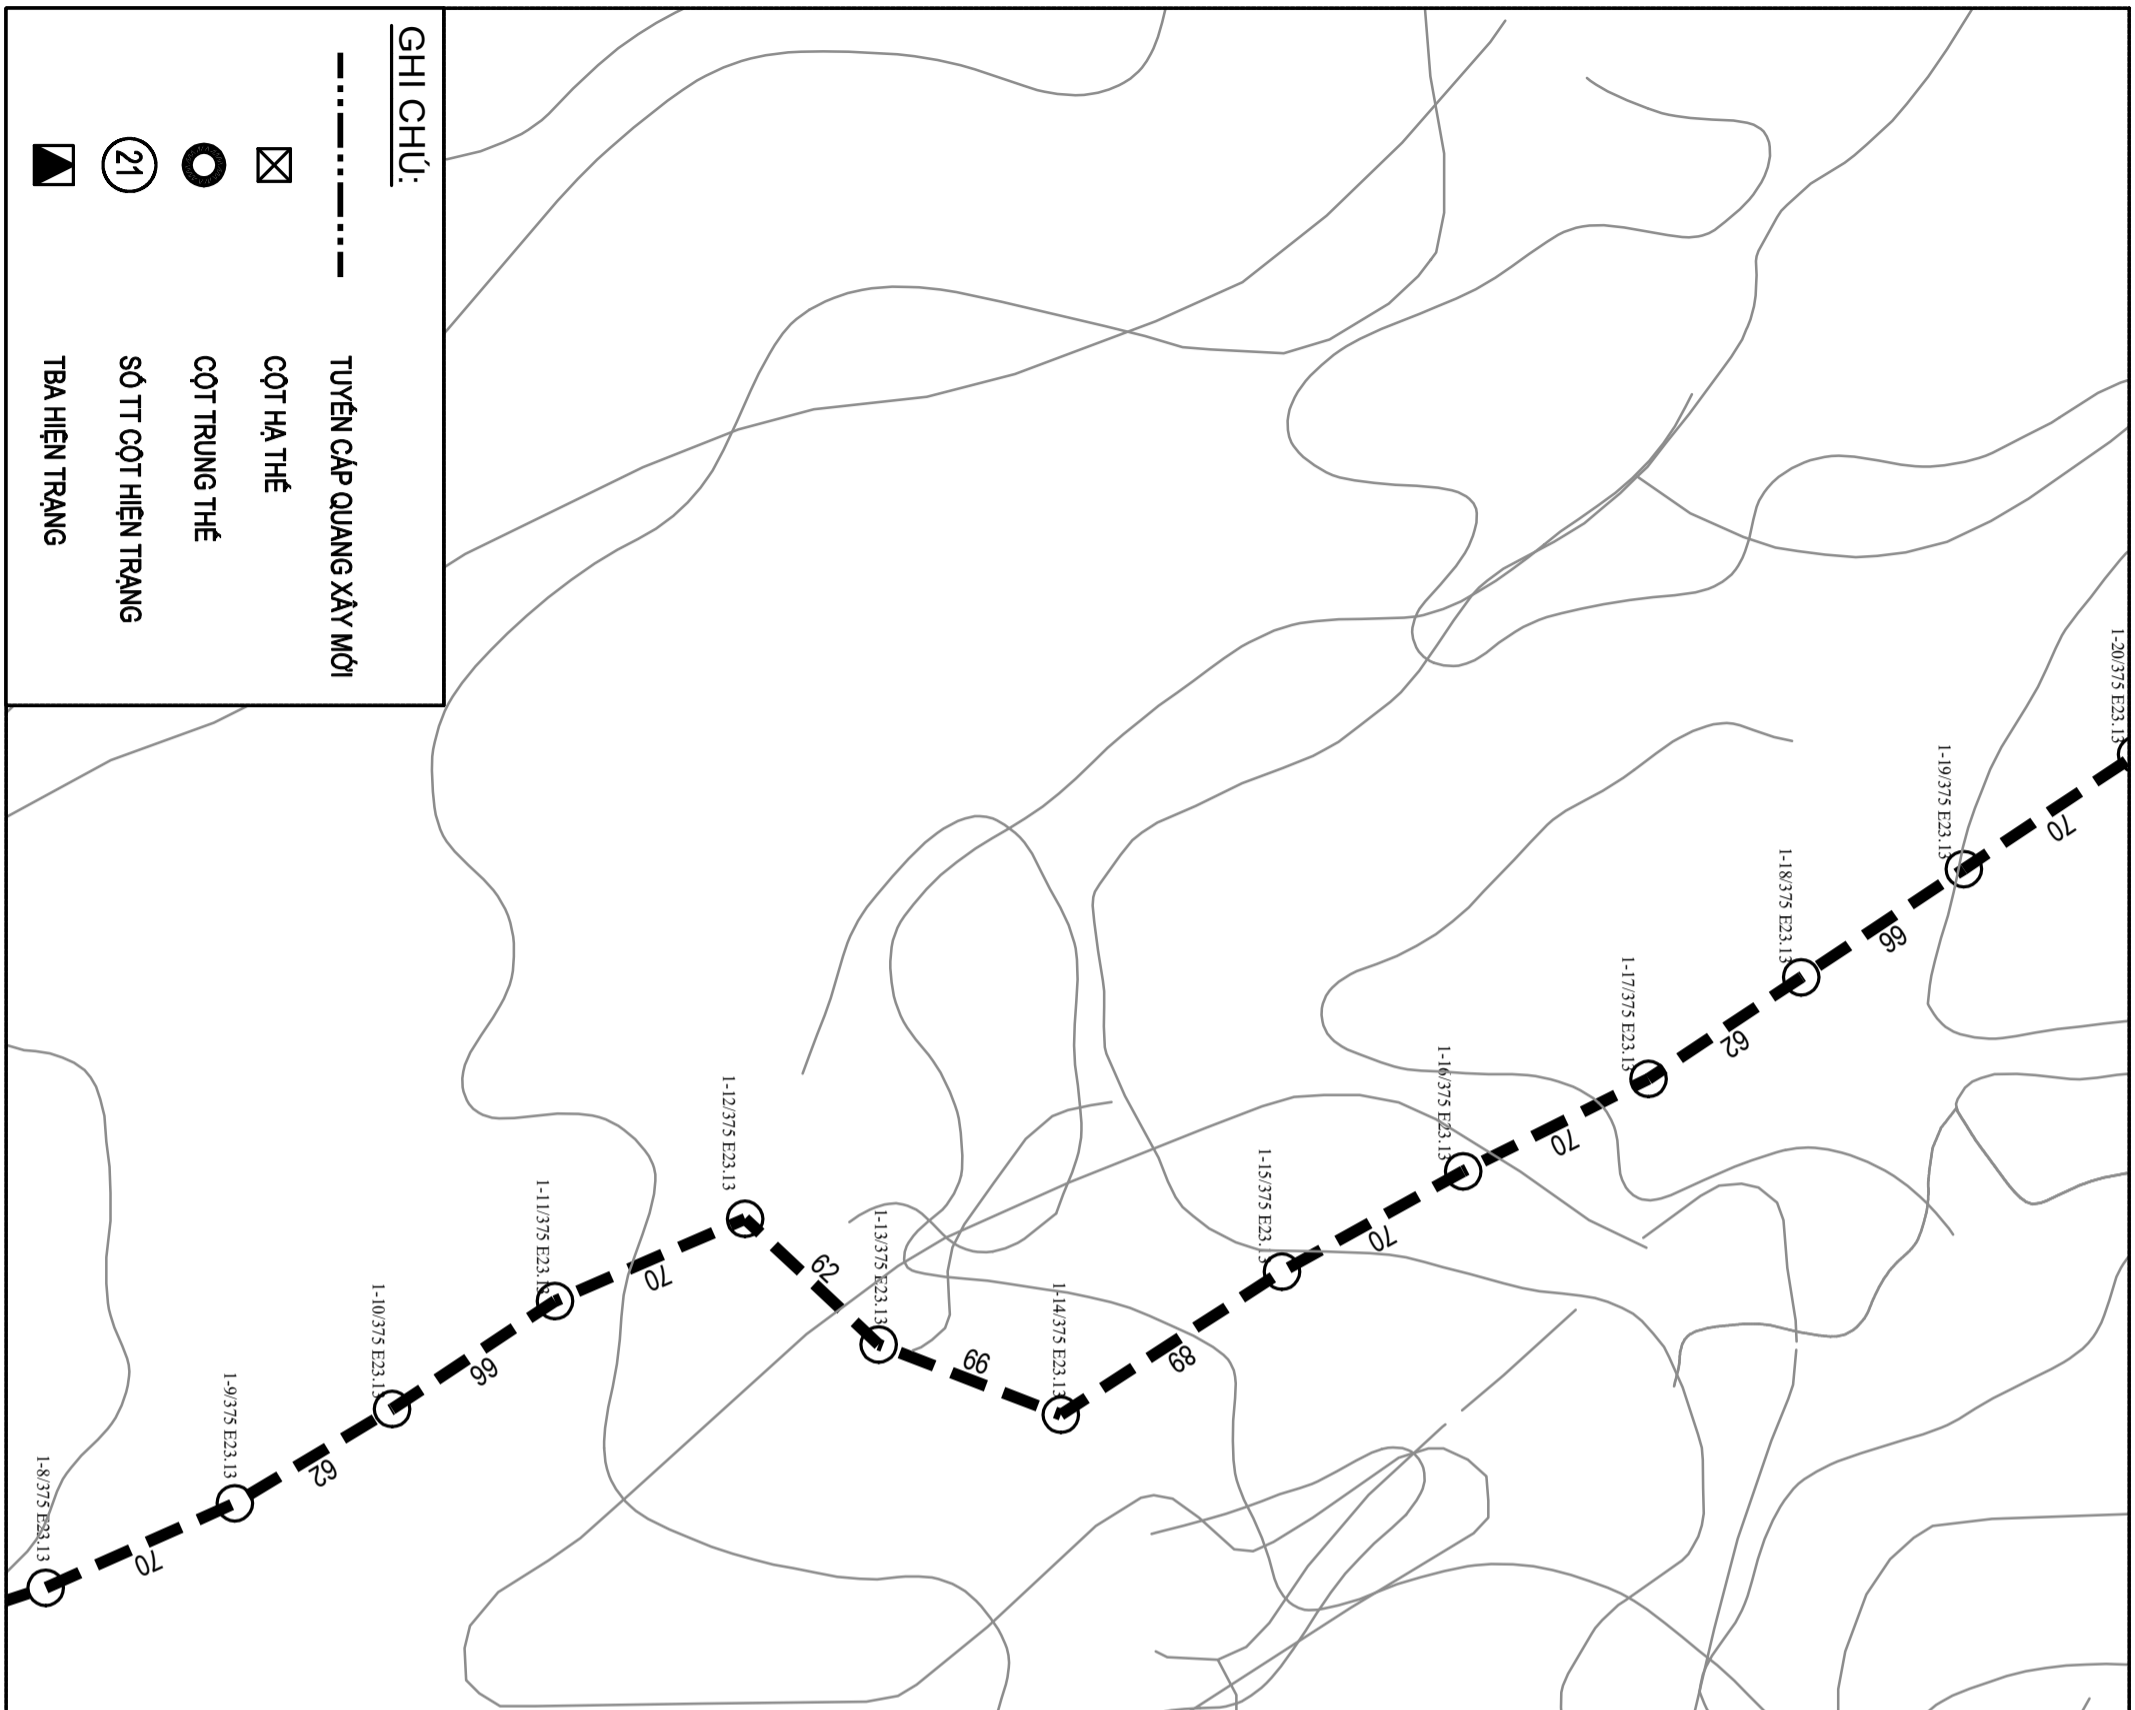 GHI CHÚ:
TUYẾN CÁP QUANG XÂY MỚI
CỘT HẠ THẾ
CỘT TRUNG THẾ
21
SỐ TT CỘT HIỆN TRẠNG
TBA HIỆN TRẠNG
1-20/375 E23.13
70
1-19/375 E23.13
66
1-18/375 E23.13
62
1-17/375 E23.13
70
1-16/375 E23.13
70
1-15/375 E23.13
89
1-14/375 E23.13
66
1-13/375 E23.13
62
1-12/375 E23.13
70
1-11/375 E23.13
66
1-10/375 E23.13
62
1-9/375 E23.13
70
1-8/375 E23.13